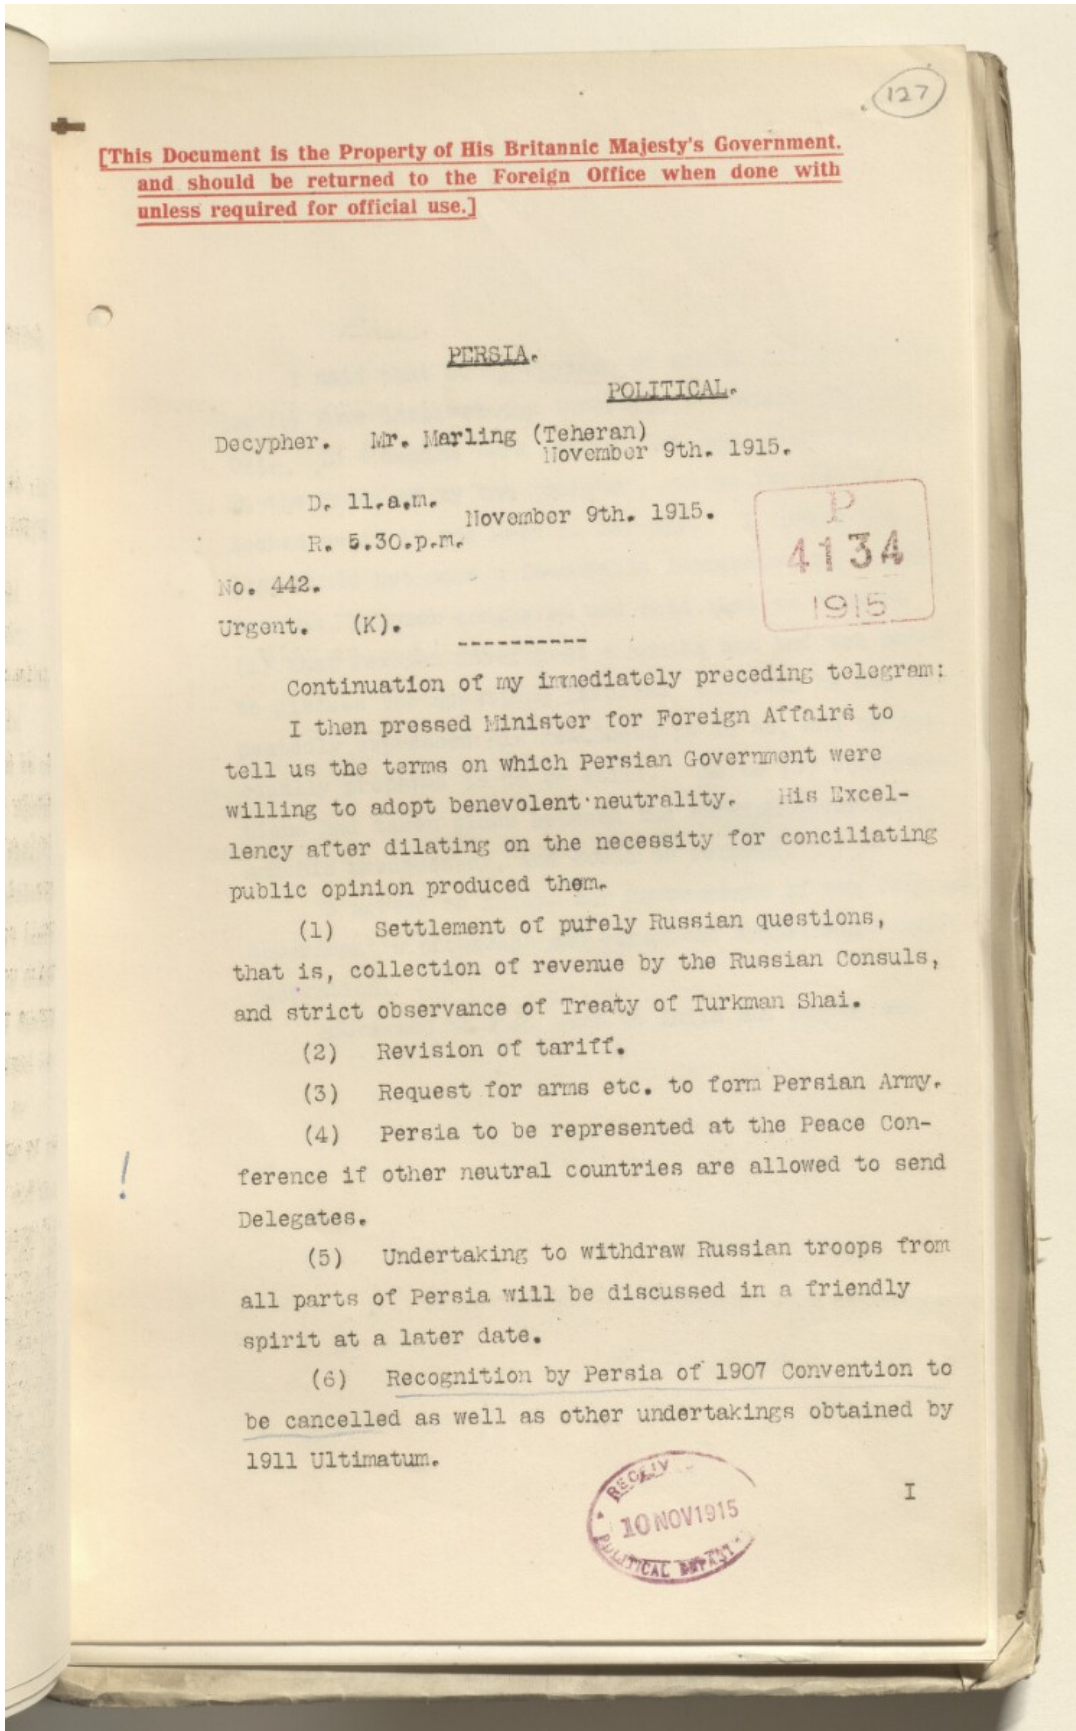 127
[This Document is the Property of His Britannic Majesty's Government.
and should be returned to the Foreign Office when done with
unless required for official use.]
PERSIA.
POLITICAL.
Decypher. Mr. Marling (Teheran)
November 9th. 1915.
D. 11.a.m.
November 9th. 1915.
R. 5.30.p.m.
P
4134
1915
No. 442.
Urgent. (K).
----------
Continuation of my immediately preceding telegram:
I then pressed Minister for Foreign Affairs to
tell us the terms on which Persian Government were
willing to adopt benevolent neutrality. His Excel-
lency after dilating on the necessity for conciliating
public opinion produced them.
(1) Settlement of purely Russian questions,
that is, collection of revenue by the Russian Consuls,
and strict observance of Treaty of Turkman Shai.
(2) Revision of tariff.
(3) Request for arms etc. to form Persian Army.
(4) Persia to be represented at the Peace Con-
ference if other neutral countries are allowed to send
!
Delegates.
(5) Undertaking to withdraw Russian troops from
all parts of Persia will be discussed in a friendly
spirit at a later date.
(6) Recognition by Persia of 1907 Convention to
be cancelled as well as other undertakings obtained by
1911 Ultimatum.
I
10 NOV 1915
POLITICAL